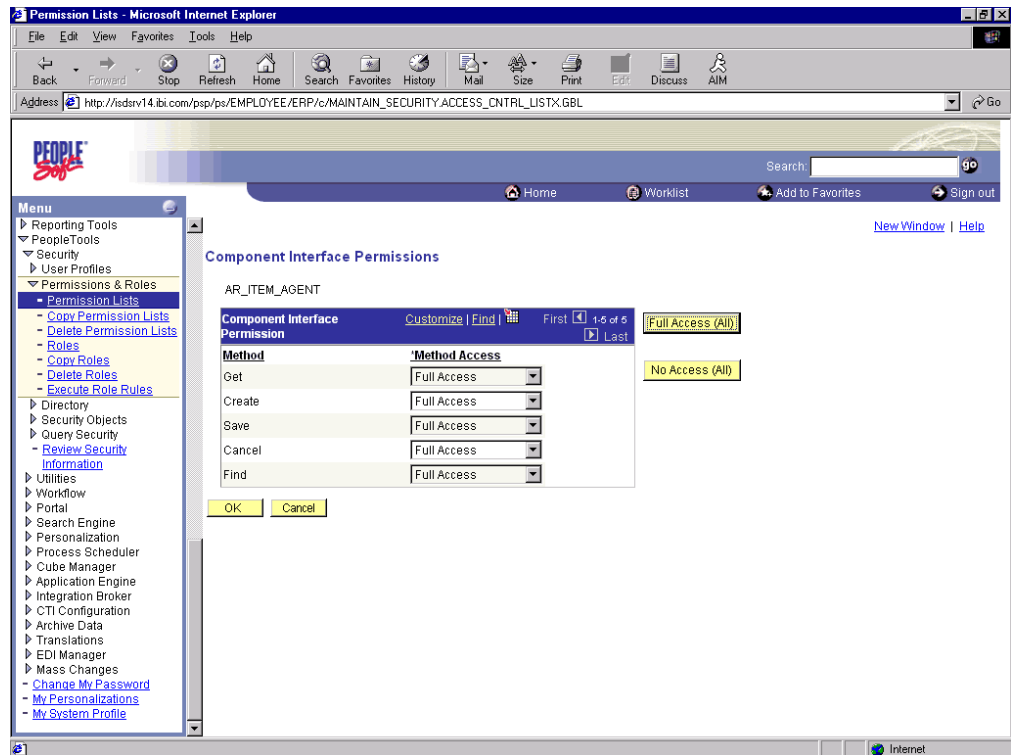 Permission Lists - Microsoft Internet Explorer
File Edit View Favorites Tools Help
Back Forward Stop Refresh Home Search Favorites History Mail Size Print Edit Discuss AIM
Address http://isdsrv14.ibi.com/psp/ps/EMPLOYEE/ERP/c/MAINTAIN_SECURITY.ACCESS_CNTRL_LISTX.GBL Go
PEOPLE
Soft
Search: go
Home Worklist Add to Favorites Sign out
Menu
Reporting Tools
PeopleTools
Security
User Profiles
Permissions & Roles
- Permission Lists
- Copy Permission Lists
- Delete Permission Lists
- Roles
- Copy Roles
- Delete Roles
- Execute Role Rules
Directory
Security Objects
Query Security
- Review Security
Information
Utilities
Workflow
Portal
Search Engine
Personalization
Process Scheduler
Cube Manager
Application Engine
Integration Broker
CTI Configuration
Archive Data
Translations
EDI Manager
Mass Changes
- Change My Password
- My Personalizations
- My System Profile
New Window | Help
Component Interface Permissions
AR_ITEM_AGENT
Component Interface
Permission
Customize | Find | First 1-5 of 5
Last
Full Access (All)
No Access (All)
Method *Method Access
Get Full Access
Create Full Access
Save Full Access
Cancel Full Access
Find Full Access
OK Cancel
Internet